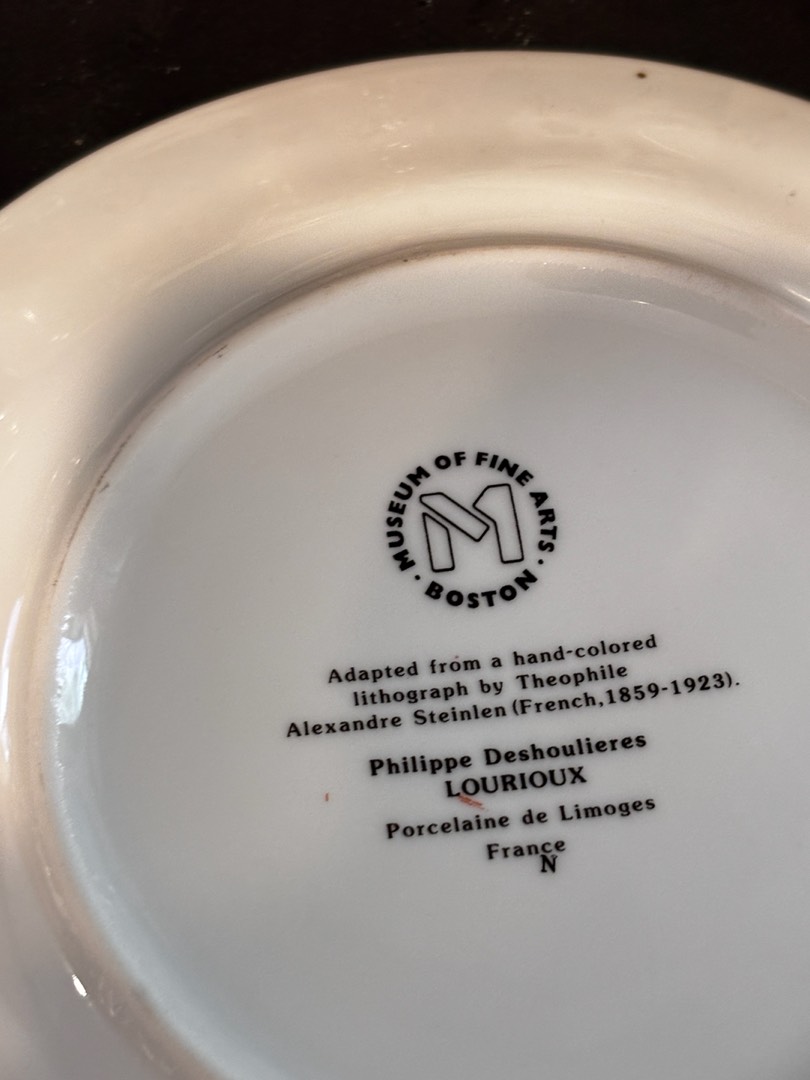 MUSEUM OF FINE ARTS · BOSTON ·
M
Adapted from a hand-colored
lithograph by Theophile
Alexandre Steinlen (French, 1859-1923).
Philippe Deshoulieres
LOURIOUX
Porcelaine de Limoges
France
N